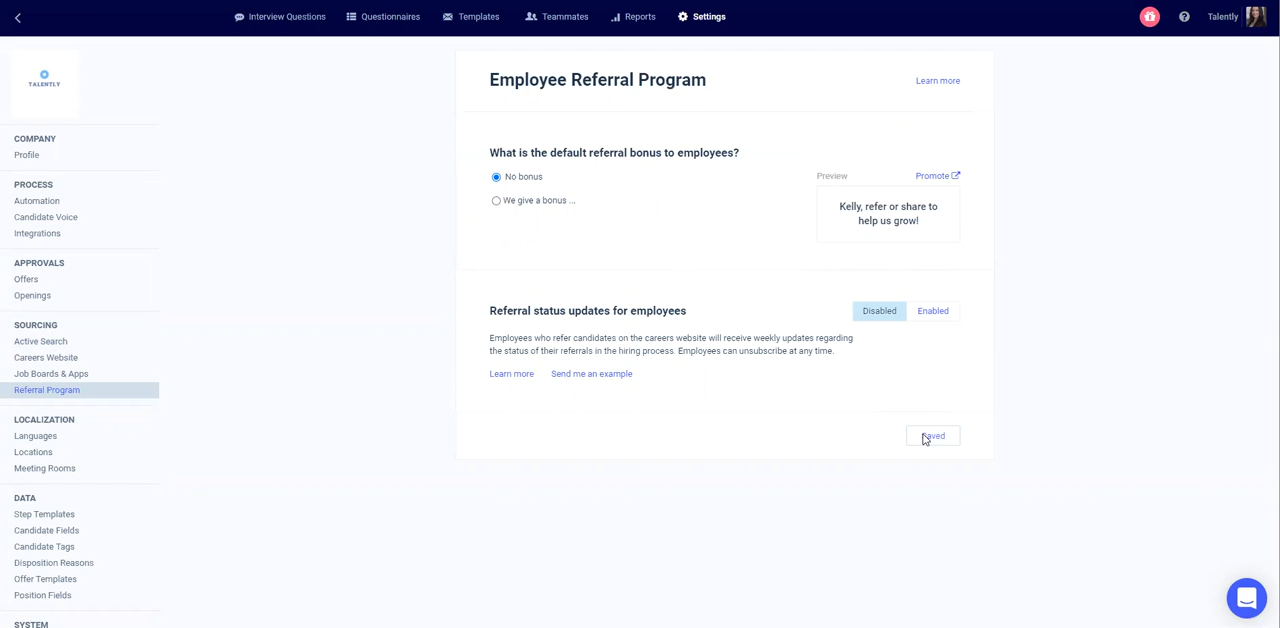 Interview Questions
Questionnaires
Templates
Teammates
Reports
Settings
Talently
TALENTLY
COMPANY
Profile
PROCESS
Automation
Candidate Voice
Integrations
APPROVALS
Offers
Openings
SOURCING
Active Search
Careers Website
Job Boards & Apps
Referral Program
LOCALIZATION
Languages
Locations
Meeting Rooms
DATA
Step Templates
Candidate Fields
Candidate Tags
Disposition Reasons
Offer Templates
Position Fields
SYSTEM
Employee Referral Program
Learn more
What is the default referral bonus to employees?
No bonus
We give a bonus ...
Preview
Promote
Kelly, refer or share to
help us grow!
Referral status updates for employees
Disabled
Enabled
Employees who refer candidates on the careers website will receive weekly updates regarding
the status of their referrals in the hiring process. Employees can unsubscribe at any time.
Learn more
Send me an example
Saved